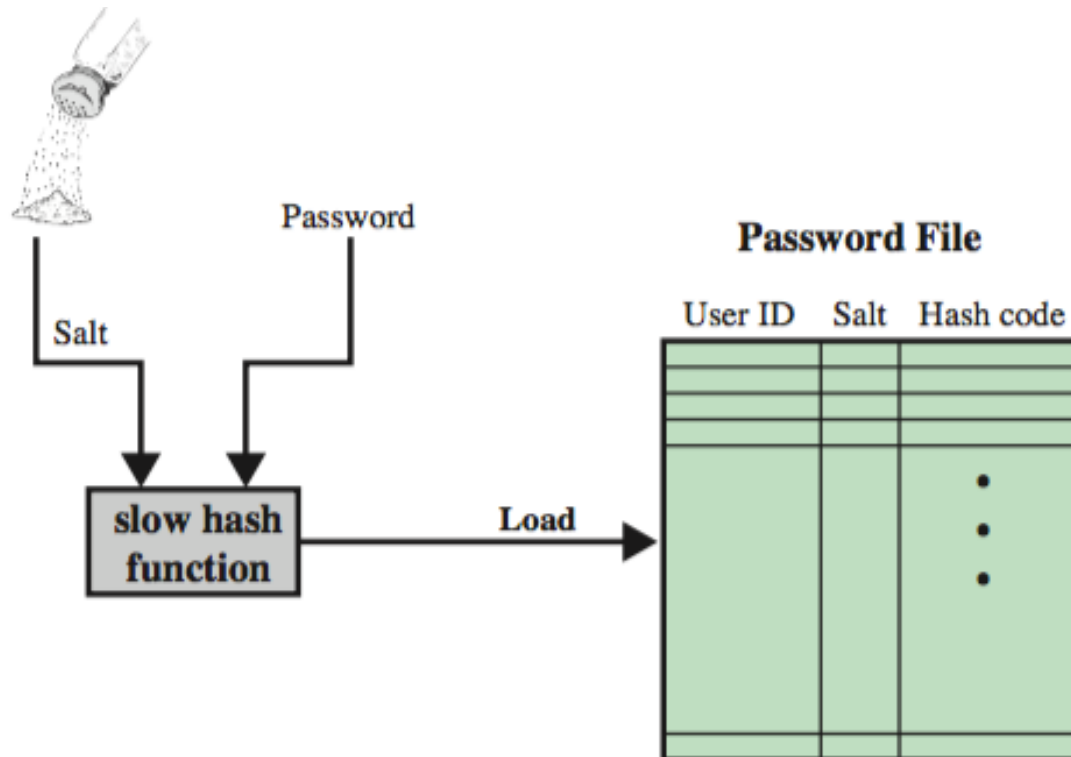 Password
Salt
slow hash
function
Load
Password File
User ID Salt Hash code